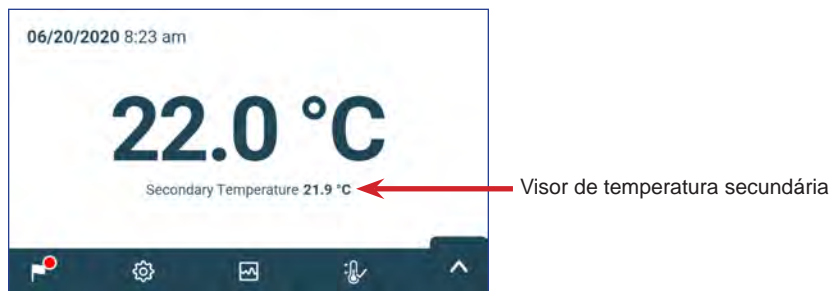 06/20/2020 8:23 am
22.0 °C
Secondary Temperature 21.9 °C
Visor de temperatura secundária